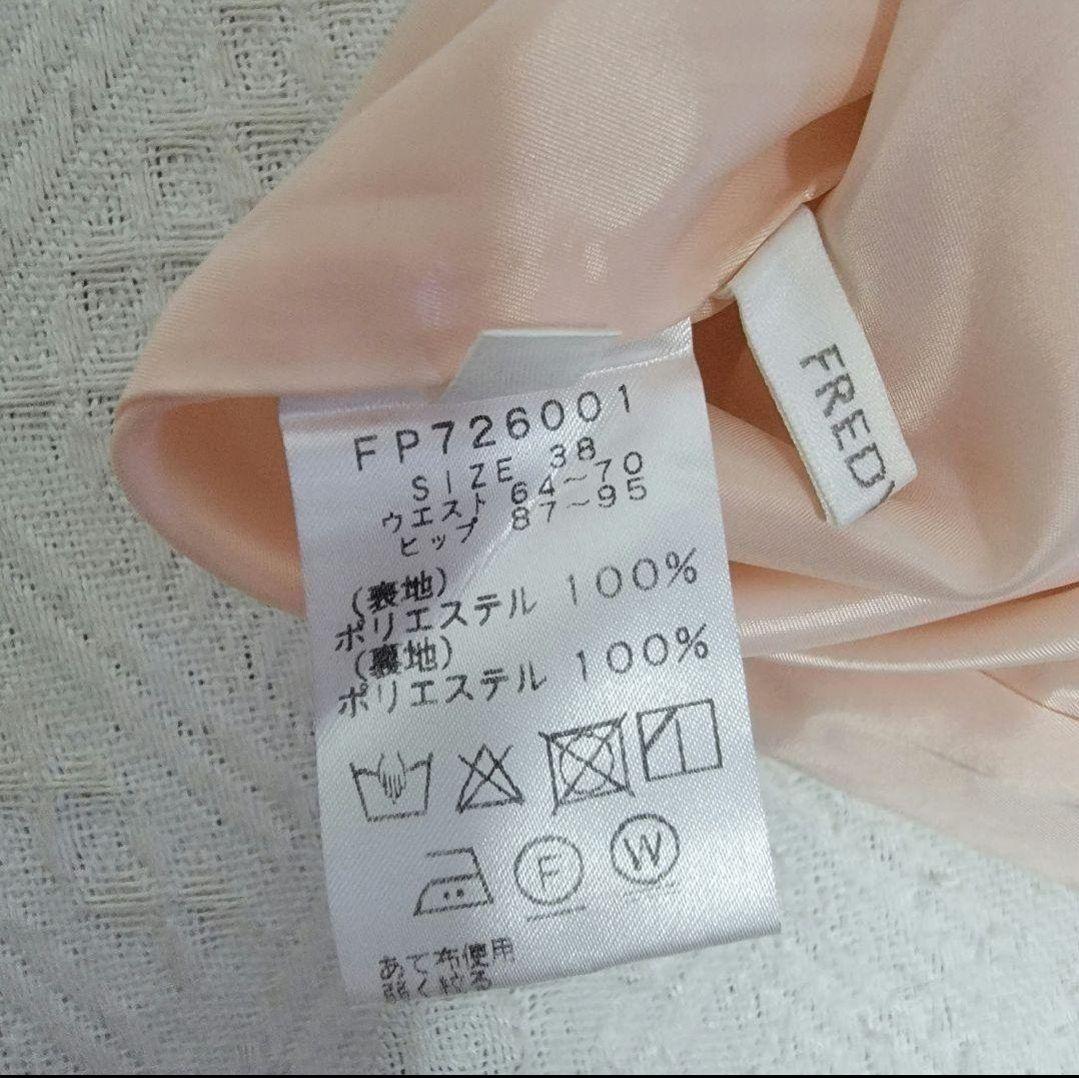 FP726001
SIZE 38
ウエスト 64～70
ヒップ 87～95
(裏地)
ポリエステル 100%
(裏地)
ポリエステル 100%
F W
あて布使用
弱く絞る
FREDY